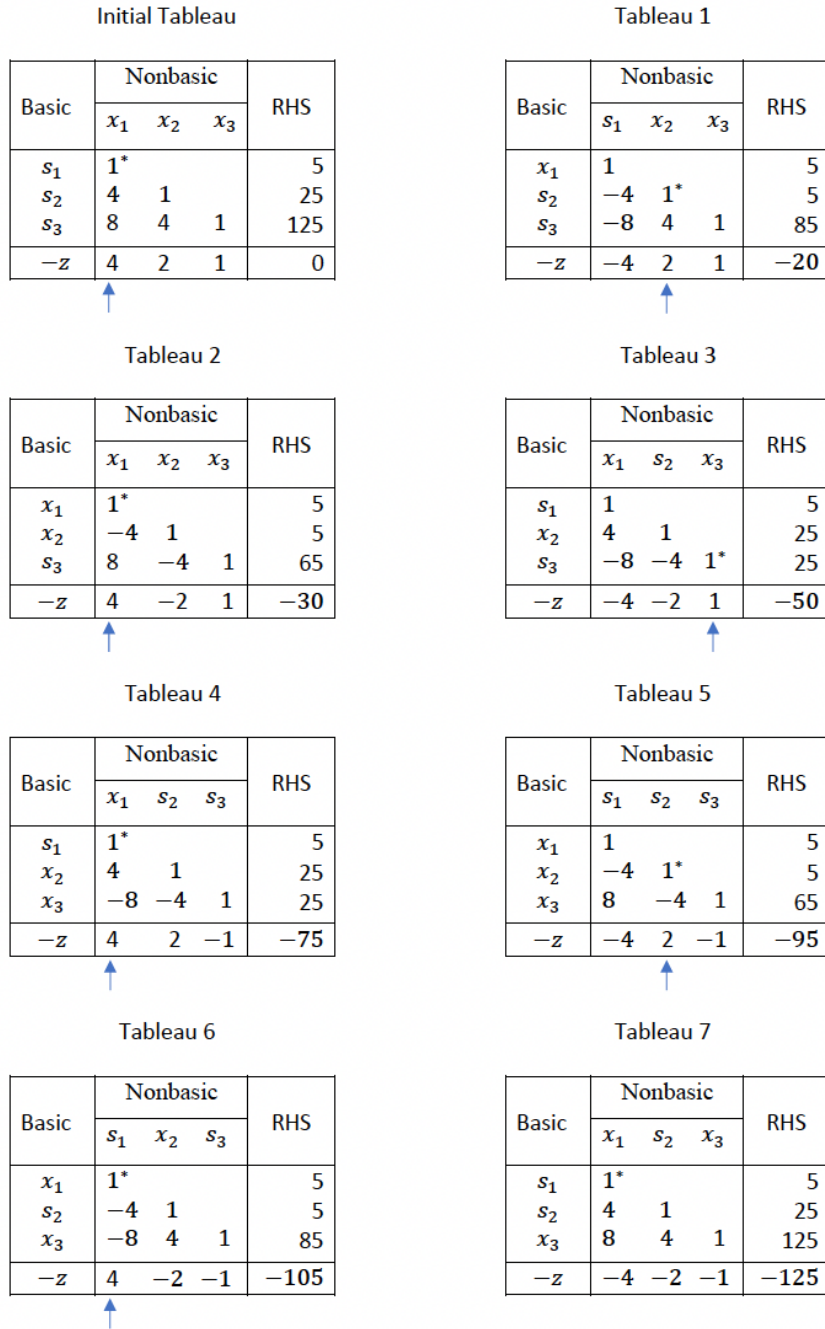 Initial Tableau
Basic Nonbasic RHS
x₁ x₂ x₃
s₁ 1* 5
s₂ 4 1 25
s₃ 8 4 1 125
−z 4 2 1 0
Tableau 1
Basic Nonbasic RHS
s₁ x₂ x₃
x₁ 1 5
s₂ −4 1* 5
s₃ −8 4 1 85
−z −4 2 1 −20
Tableau 2
Basic Nonbasic RHS
x₁ x₂ x₃
x₁ 1* 5
x₂ −4 1 5
s₃ 8 −4 1 65
−z 4 −2 1 −30
Tableau 3
Basic Nonbasic RHS
x₁ s₂ x₃
s₁ 1 5
x₂ 4 1 25
s₃ −8 −4 1* 25
−z −4 −2 1 −50
Tableau 4
Basic Nonbasic RHS
x₁ s₂ s₃
s₁ 1* 5
x₂ 4 1 25
x₃ −8 −4 1 25
−z 4 2 −1 −75
Tableau 5
Basic Nonbasic RHS
s₁ s₂ s₃
x₁ 1 5
x₂ −4 1* 5
x₃ 8 −4 1 65
−z −4 2 −1 −95
Tableau 6
Basic Nonbasic RHS
s₁ x₂ s₃
x₁ 1* 5
s₂ −4 1 5
x₃ −8 4 1 85
−z 4 −2 −1 −105
Tableau 7
Basic Nonbasic RHS
x₁ s₂ x₃
s₁ 1* 5
s₂ 4 1 25
x₃ 8 4 1 125
−z −4 −2 −1 −125